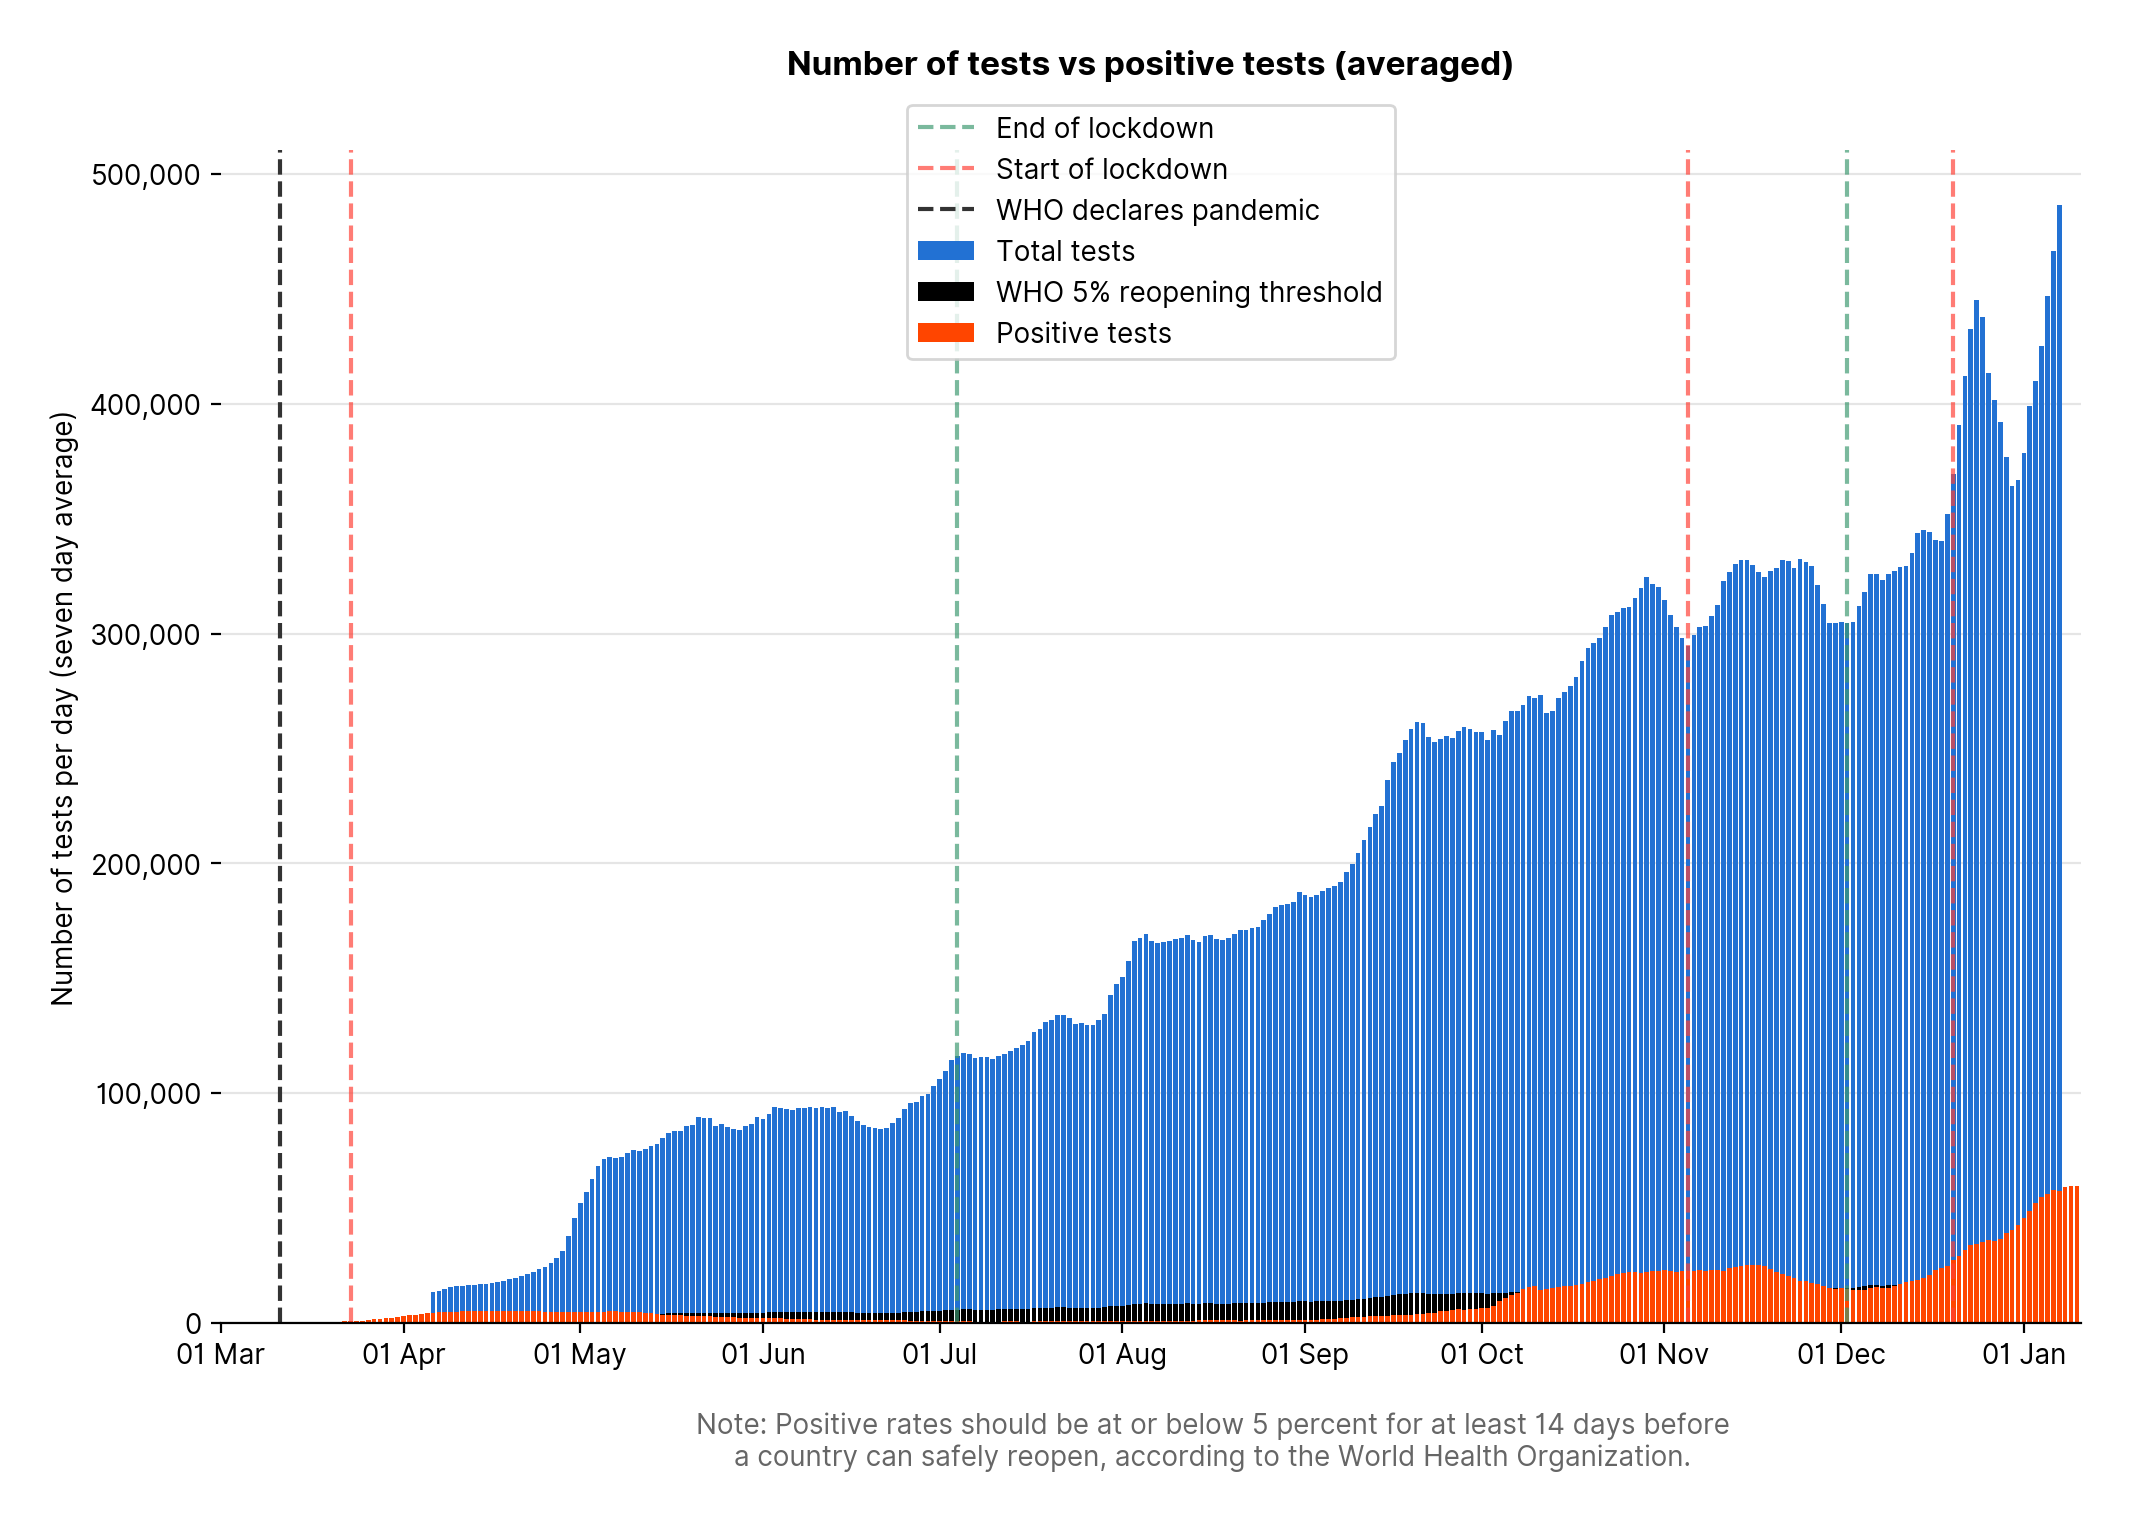 Number of tests vs positive tests (averaged)
End of lockdown
Start of lockdown
WHO declares pandemic
Total tests
WHO 5% reopening threshold
Positive tests
Number of tests per day (seven day average)
500,000
400,000
300,000
200,000
100,000
0
01 Mar
01 Apr
01 May
01 Jun
01 Jul
01 Aug
01 Sep
01 Oct
01 Nov
01 Dec
01 Jan
Note: Positive rates should be at or below 5 percent for at least 14 days before
a country can safely reopen, according to the World Health Organization.